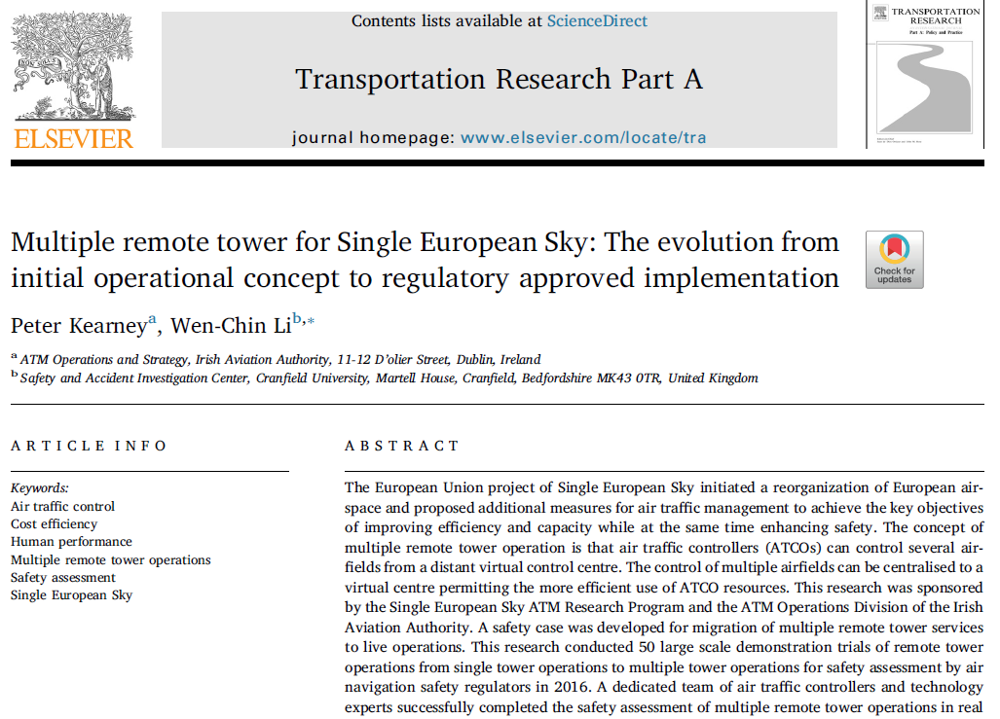 Contents lists available at ScienceDirect
Transportation Research Part A
journal homepage: www.elsevier.com/locate/tra
ELSEVIER
TRANSPORTATION
RESEARCH
Part A: Policy and Practice
Multiple remote tower for Single European Sky: The evolution from
initial operational concept to regulatory approved implementation
Check for
updates
Peter Kearneyᵃ, Wen-Chin Liᵇ,*
ᵃ ATM Operations and Strategy, Irish Aviation Authority, 11-12 D’olier Street, Dublin, Ireland
ᵇ Safety and Accident Investigation Center, Cranfield University, Martell House, Cranfield, Bedfordshire MK43 0TR, United Kingdom
ARTICLE INFO
Keywords:
Air traffic control
Cost efficiency
Human performance
Multiple remote tower operations
Safety assessment
Single European Sky
ABSTRACT
The European Union project of Single European Sky initiated a reorganization of European air-
space and proposed additional measures for air traffic management to achieve the key objectives
of improving efficiency and capacity while at the same time enhancing safety. The concept of
multiple remote tower operation is that air traffic controllers (ATCOs) can control several air-
fields from a distant virtual control centre. The control of multiple airfields can be centralised to a
virtual centre permitting the more efficient use of ATCO resources. This research was sponsored
by the Single European Sky ATM Research Program and the ATM Operations Division of the Irish
Aviation Authority. A safety case was developed for migration of multiple remote tower services
to live operations. This research conducted 50 large scale demonstration trials of remote tower
operations from single tower operations to multiple tower operations for safety assessment by air
navigation safety regulators in 2016. A dedicated team of air traffic controllers and technology
experts successfully completed the safety assessment of multiple remote tower operations in real